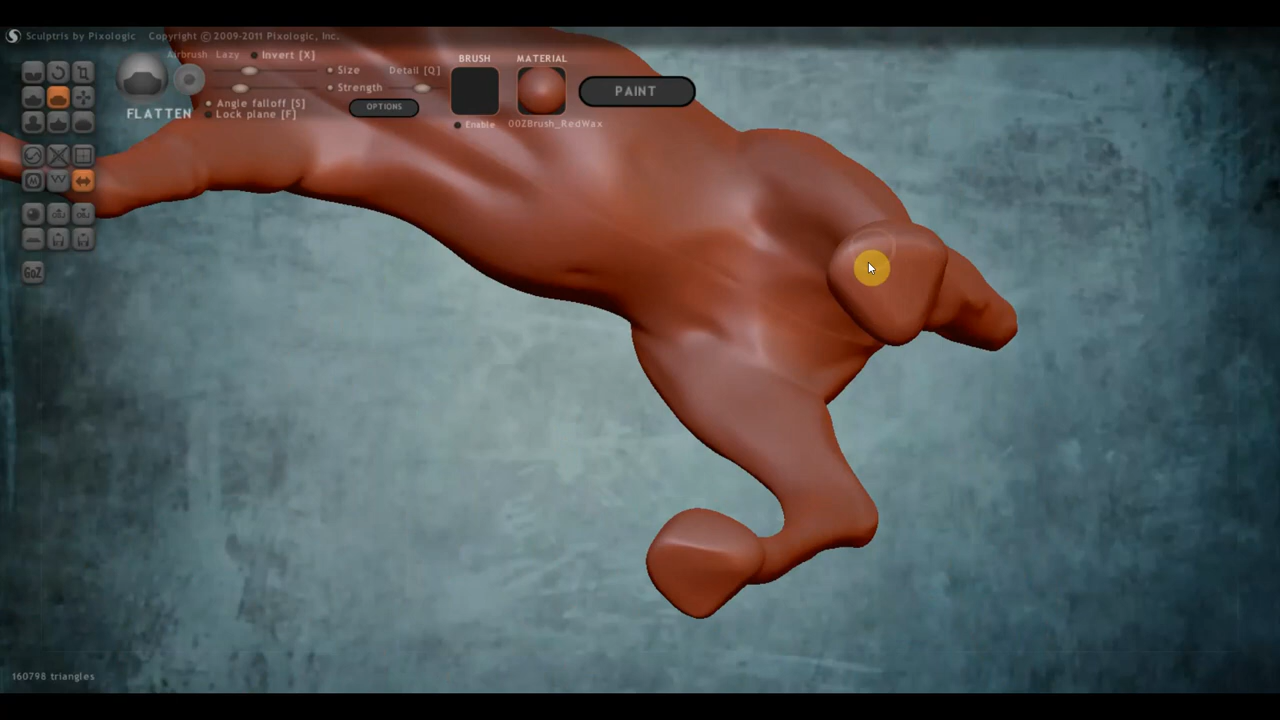 Sculptris by Pixologic Copyright © 2009-2011 Pixologic, Inc.
Airbrush Lazy Invert [X]
Size Detail [Q]
Strength
Angle falloff [S]
Lock plane [F]
OPTIONS
FLATTEN
BRUSH
Enable
MATERIAL
00ZBrush_RedWax
PAINT
GoZ
160798 triangles